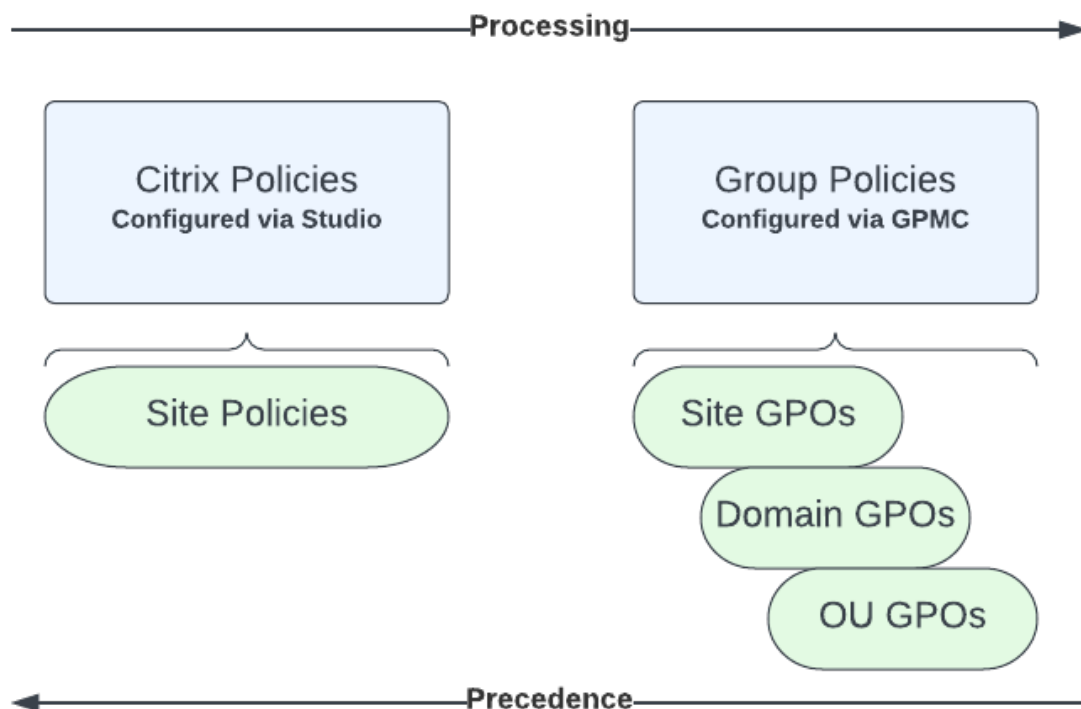 Processing
Citrix Policies
Configured via Studio
Group Policies
Configured via GPMC
Site Policies
Site GPOs
Domain GPOs
OU GPOs
Precedence